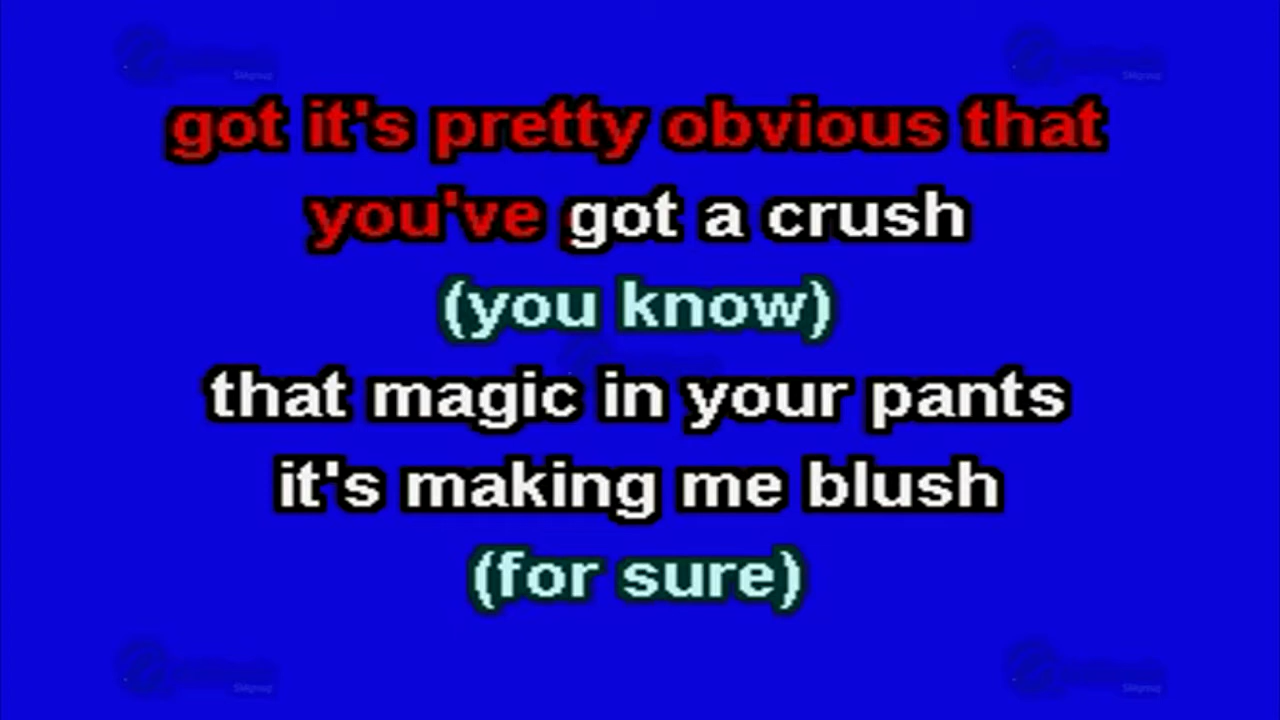 got it's pretty obvious that
you've got a crush
(you know)
that magic in your pants
it's making me blush
(for sure)